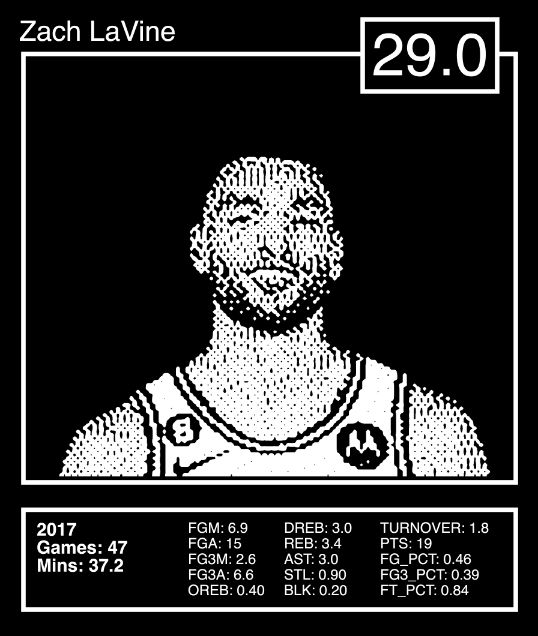 Zach LaVine
29.0
2017
Games: 47
Mins: 37.2
FGM: 6.9
FGA: 15
FG3M: 2.6
FG3A: 6.6
OREB: 0.40
DREB: 3.0
REB: 3.4
AST: 3.0
STL: 0.90
BLK: 0.20
TURNOVER: 1.8
PTS: 19
FG_PCT: 0.46
FG3_PCT: 0.39
FT_PCT: 0.84